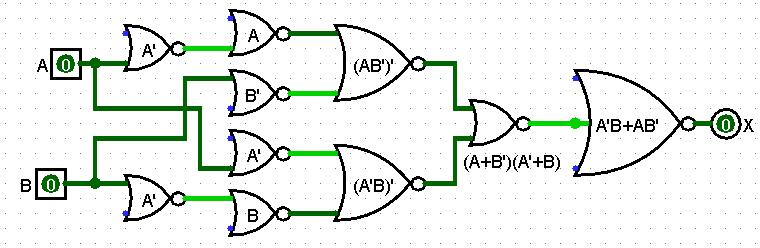 A 0
A'
A
B'
(AB')'
A'
B 0
A'
B
(A'B)'
(A+B')(A'+B)
A'B+AB'
0 X